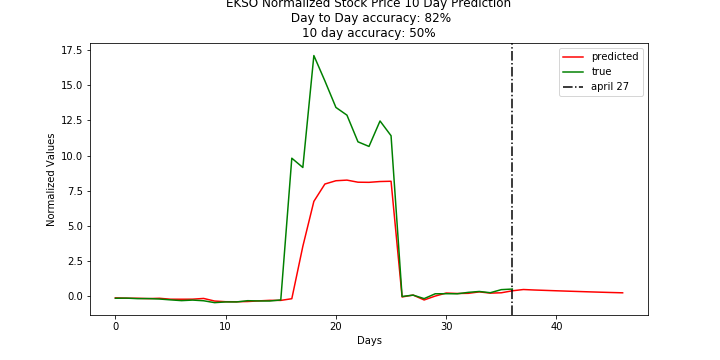 EKSO Normalized Stock Price 10 Day Prediction
Day to Day accuracy: 82%
10 day accuracy: 50%
17.5
15.0
12.5
10.0
7.5
5.0
2.5
0.0
Normalized Values
predicted
true
april 27
0
10
20
30
40
Days